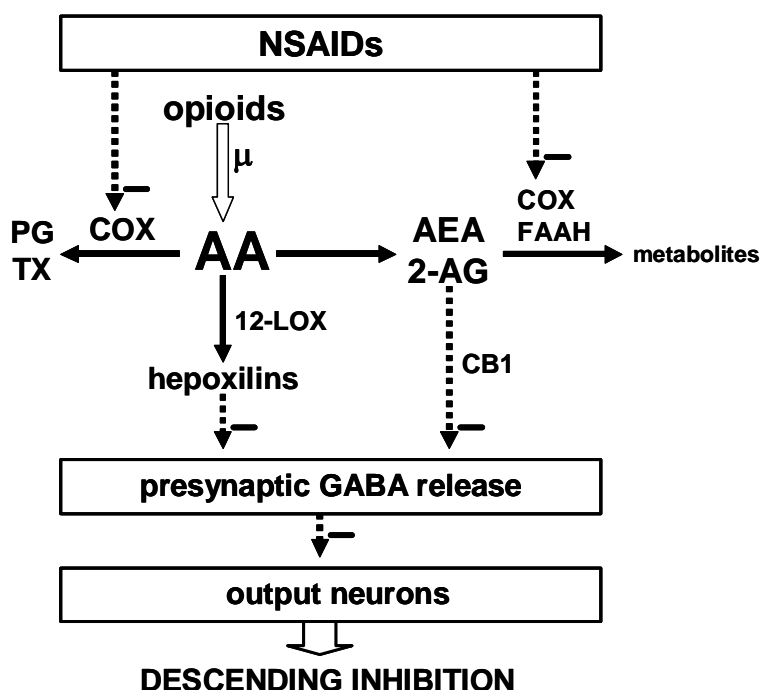 NSAIDs
opioids
μ
COX
PG
TX
COX
FAAH
AA
AEA
2-AG
metabolites
12-LOX
hepoxilins
CB1
presynaptic GABA release
output neurons
DESCENDING INHIBITION